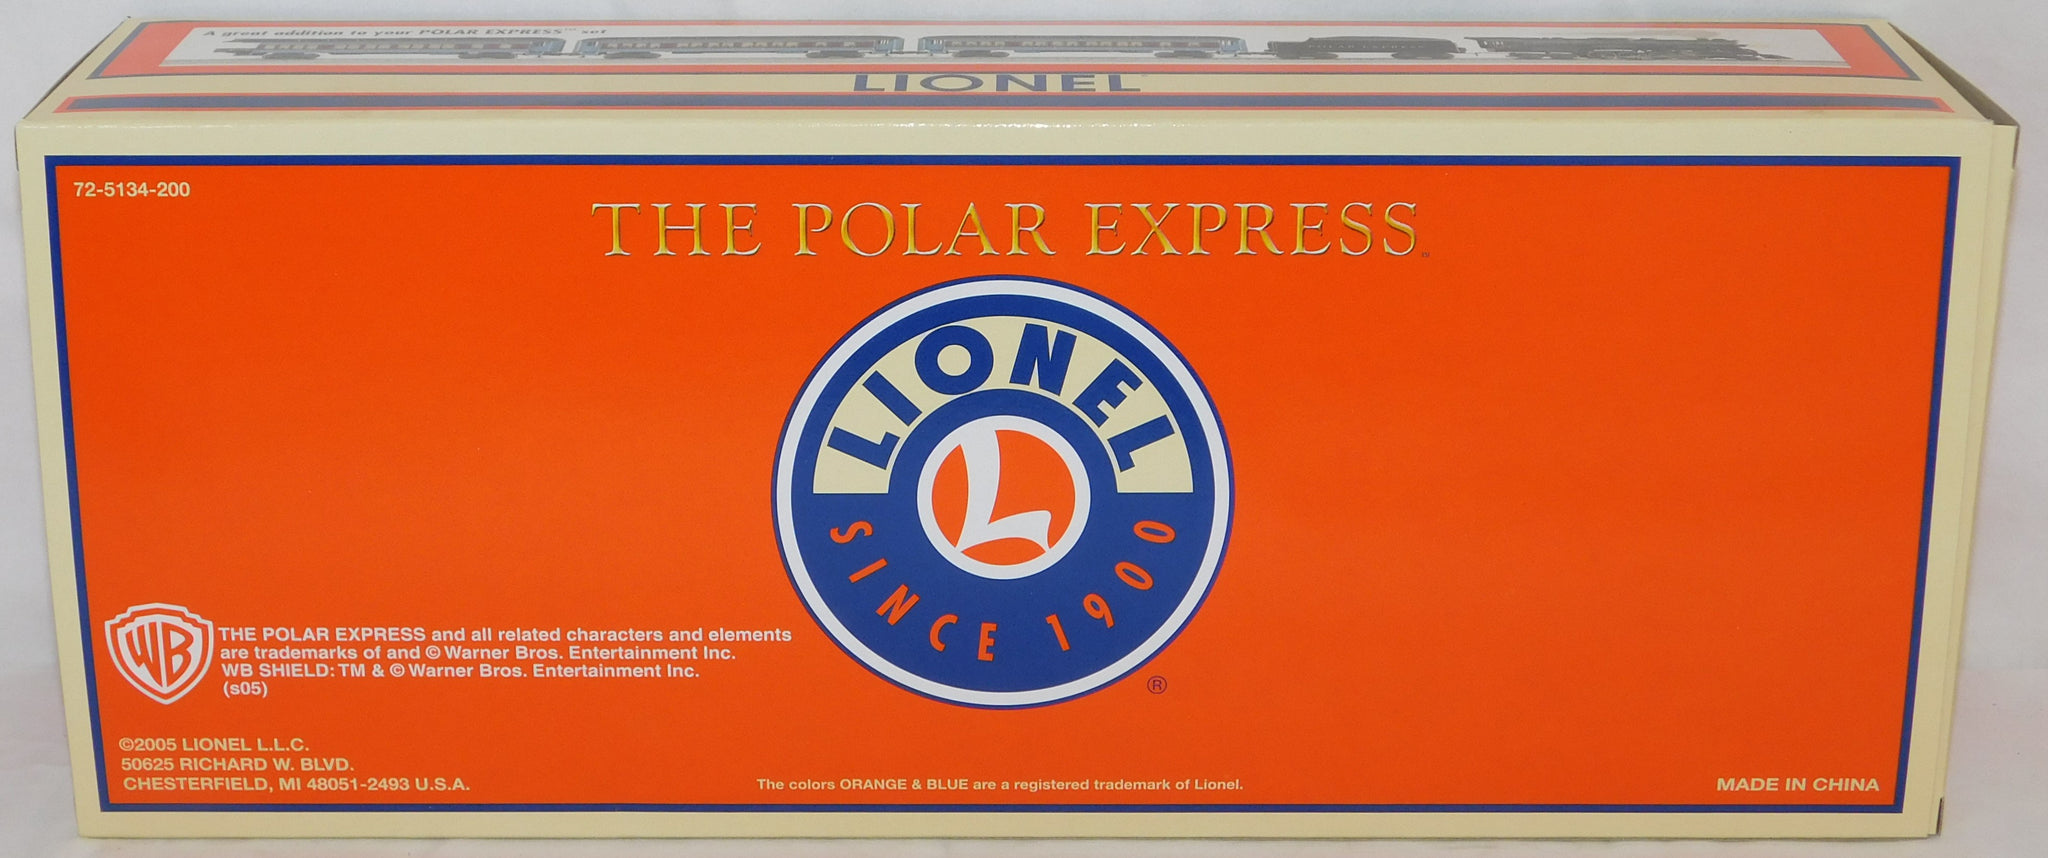 A great addition to your POLAR EXPRESS™ set
POLAR EXPRESS
LIONEL
72-5134-200
THE POLAR EXPRESS™
LIONEL
L
SINCE 1900
®
WB
THE POLAR EXPRESS and all related characters and elements
are trademarks of and © Warner Bros. Entertainment Inc.
WB SHIELD: TM & © Warner Bros. Entertainment Inc.
(s05)
©2005 LIONEL L.L.C.
50625 RICHARD W. BLVD.
CHESTERFIELD, MI 48051-2493 U.S.A.
The colors ORANGE & BLUE are a registered trademark of Lionel.
MADE IN CHINA